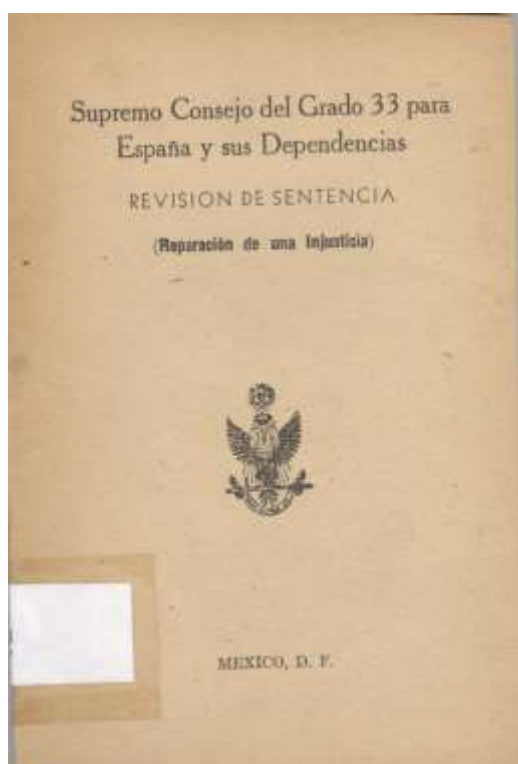 Supremo Consejo del Grado 33 para
España y sus Dependencias
REVISION DE SENTENCIA
(Reparación de una Injusticia)
MEXICO, D. F.